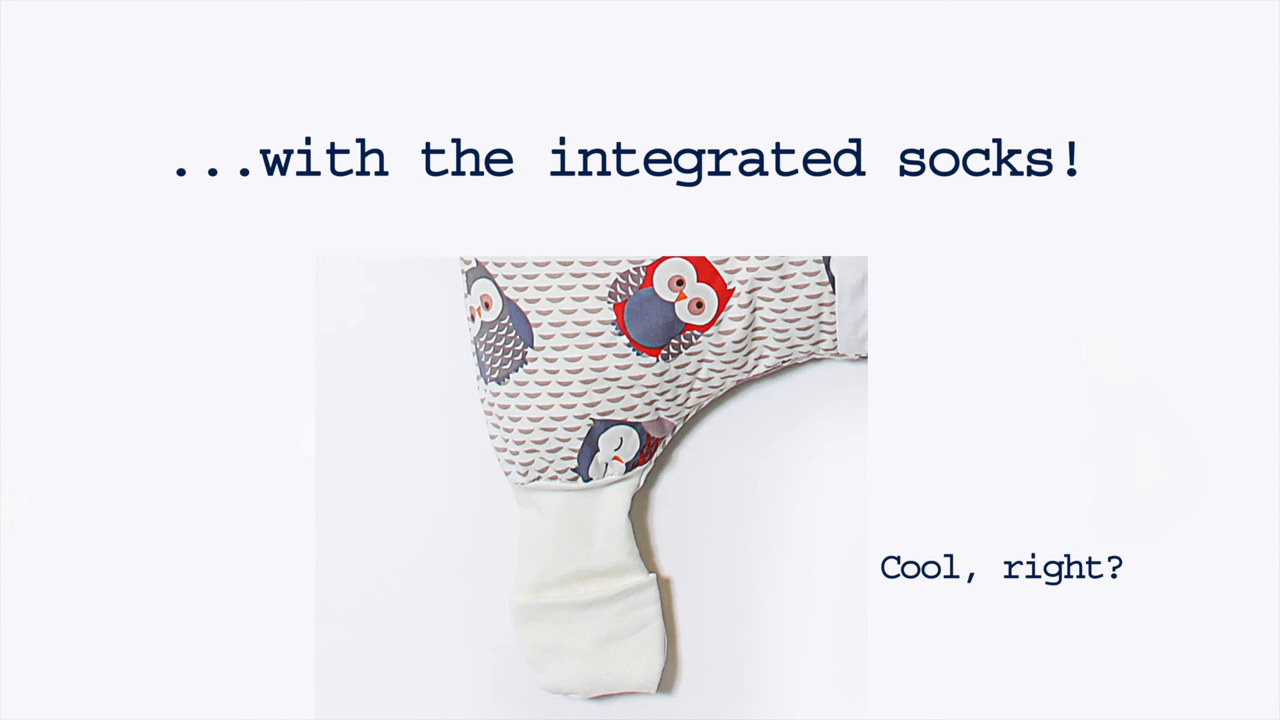 ...with the integrated socks!
Cool, right?